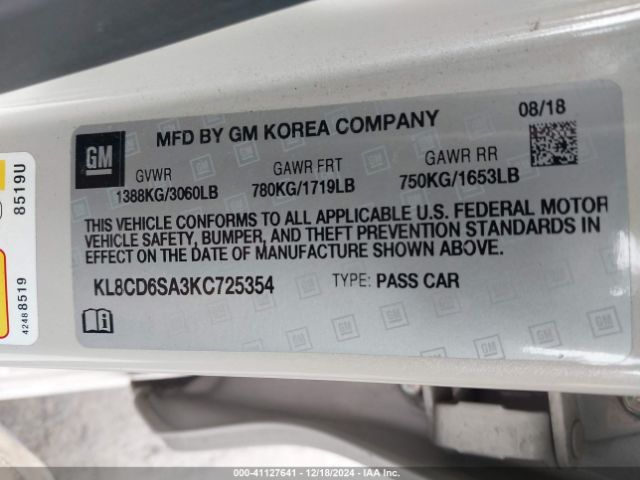 MFD BY GM KOREA COMPANY
08/18
GM
GVWR
1388KG/3060LB
GAWR FRT
780KG/1719LB
GAWR RR
750KG/1653LB
THIS VEHICLE CONFORMS TO ALL APPLICABLE U.S. FEDERAL MOTOR
VEHICLE SAFETY, BUMPER, AND THEFT PREVENTION STANDARDS IN
EFFECT ON THE DATE OF MANUFACTURE SHOWN ABOVE.
KL8CD6SA3KC725354
TYPE: PASS CAR
8519U
4248 8519
000-41127641 | 12/18/2024 | IAA Inc.